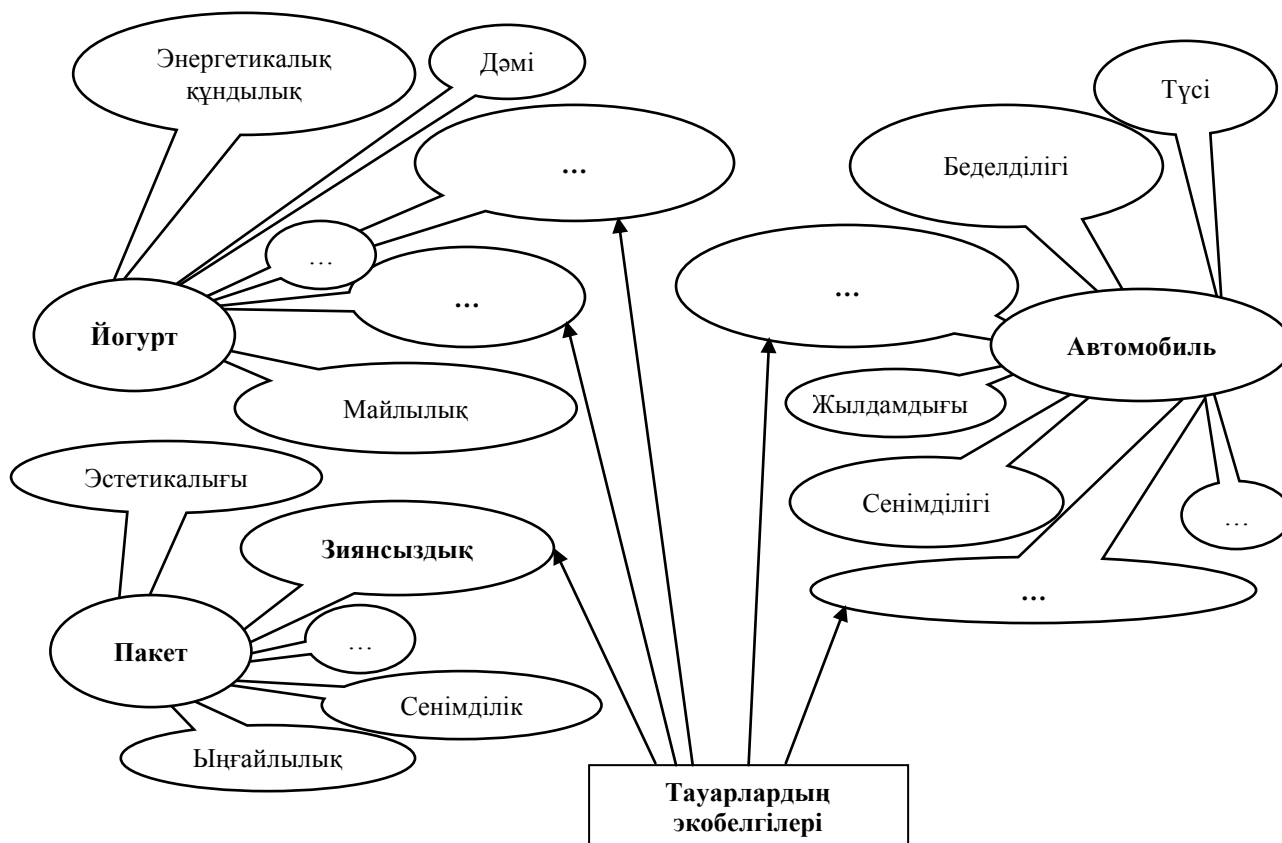 Энергетикалық
құндылық
Дәмі
...
…
...
Йогурт
Майлылық
Түсі
Беделділігі
...
Автомобиль
Жылдамдығы
Сенімділігі
…
...
Эстетикалығы
Зиянсыздық
…
Пакет
Сенімділік
Ыңғайлылық
Тауарлардың
экобелгілері